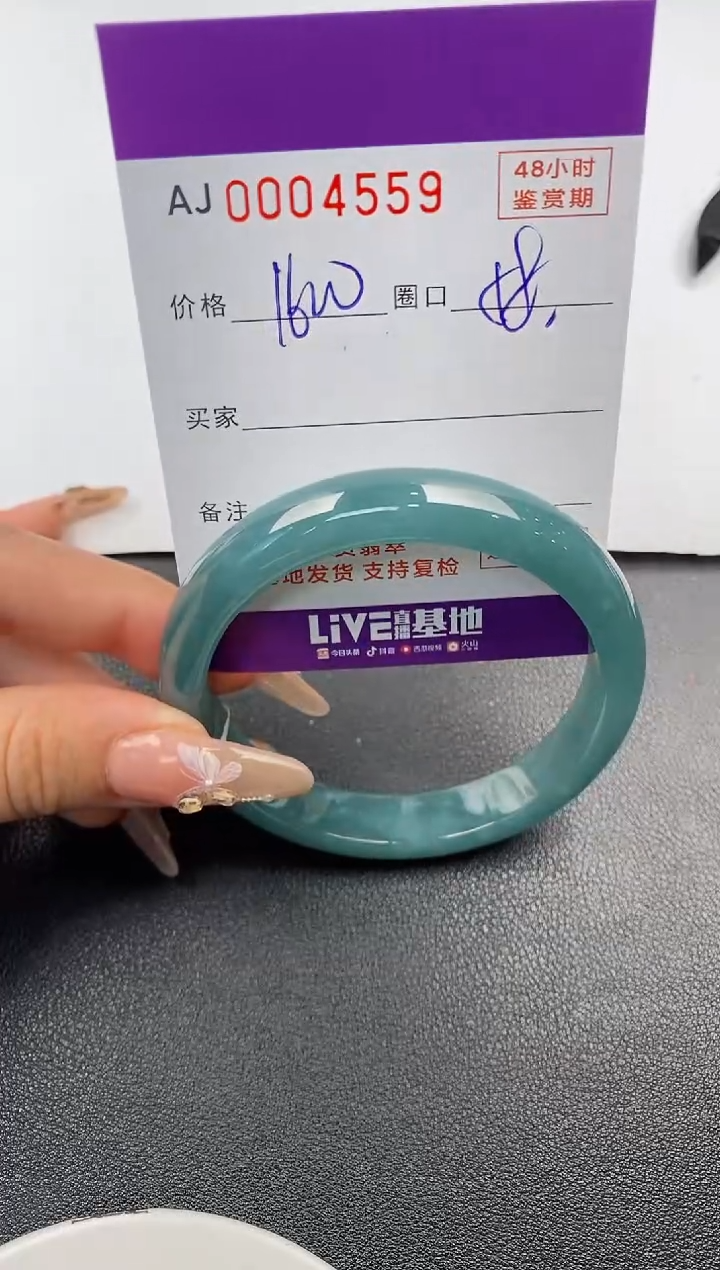 AJ 0004559
48小时
鉴赏期
价格 1600 圈口 58.
买家
备注
翡翠
地发货 支持复检
LiVE直播基地
今日头条 抖音 西瓜视频 火山